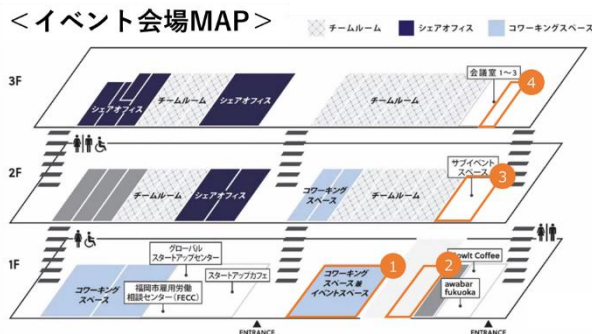 ＜イベント会場MAP＞
チームルーム
シェアオフィス
コワーキングスペース
3F
シェアオフィス
チームルーム
シェアオフィス
チームルーム
会議室 1〜3
4
2F
チームルーム
シェアオフィス
コワーキング
スペース
チームルーム
サブイベント
スペース
3
1F
コワーキング
スペース
グローバル
スタートアップセンター
福岡市雇用労働
相談センター(FECC)
スタートアップカフェ
コワーキング
スペース兼
イベントスペース
1
2
Coffee
awabar
fukuoka
ENTRANCE
ENTRANCE